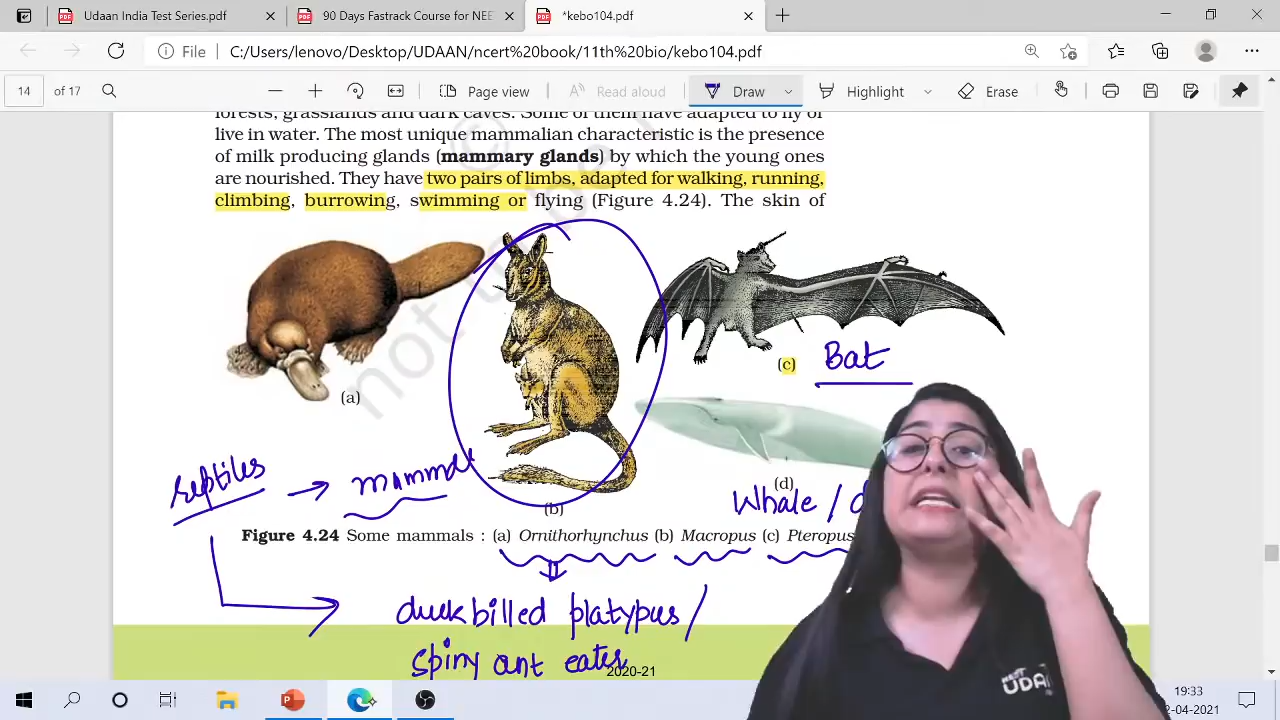 Udaan India Test Series.pdf
90 Days Fastrack Course for NEE
*kebo104.pdf
File
C:/Users/lenovo/Desktop/UDAAN/ncert%20book/11th%20bio/kebo104.pdf
14 of 17
Page view
Read aloud
Draw
Highlight
Erase
forests, grasslands and dark caves. Some of them have adapted to fly or
live in water. The most unique mammalian characteristic is the presence
of milk producing glands (mammary glands) by which the young ones
are nourished. They have two pairs of limbs, adapted for walking, running,
climbing, burrowing, swimming or flying (Figure 4.24). The skin of
(c) Bat
(a)
reptiles → mammal
(d)
Whale /
(b)
Figure 4.24 Some mammals : (a) Ornithorhynchus (b) Macropus (c) Pteropus
duck billed platypus /
spiny ant eater
2020-21
UDAAN
19:33
2-04-2021